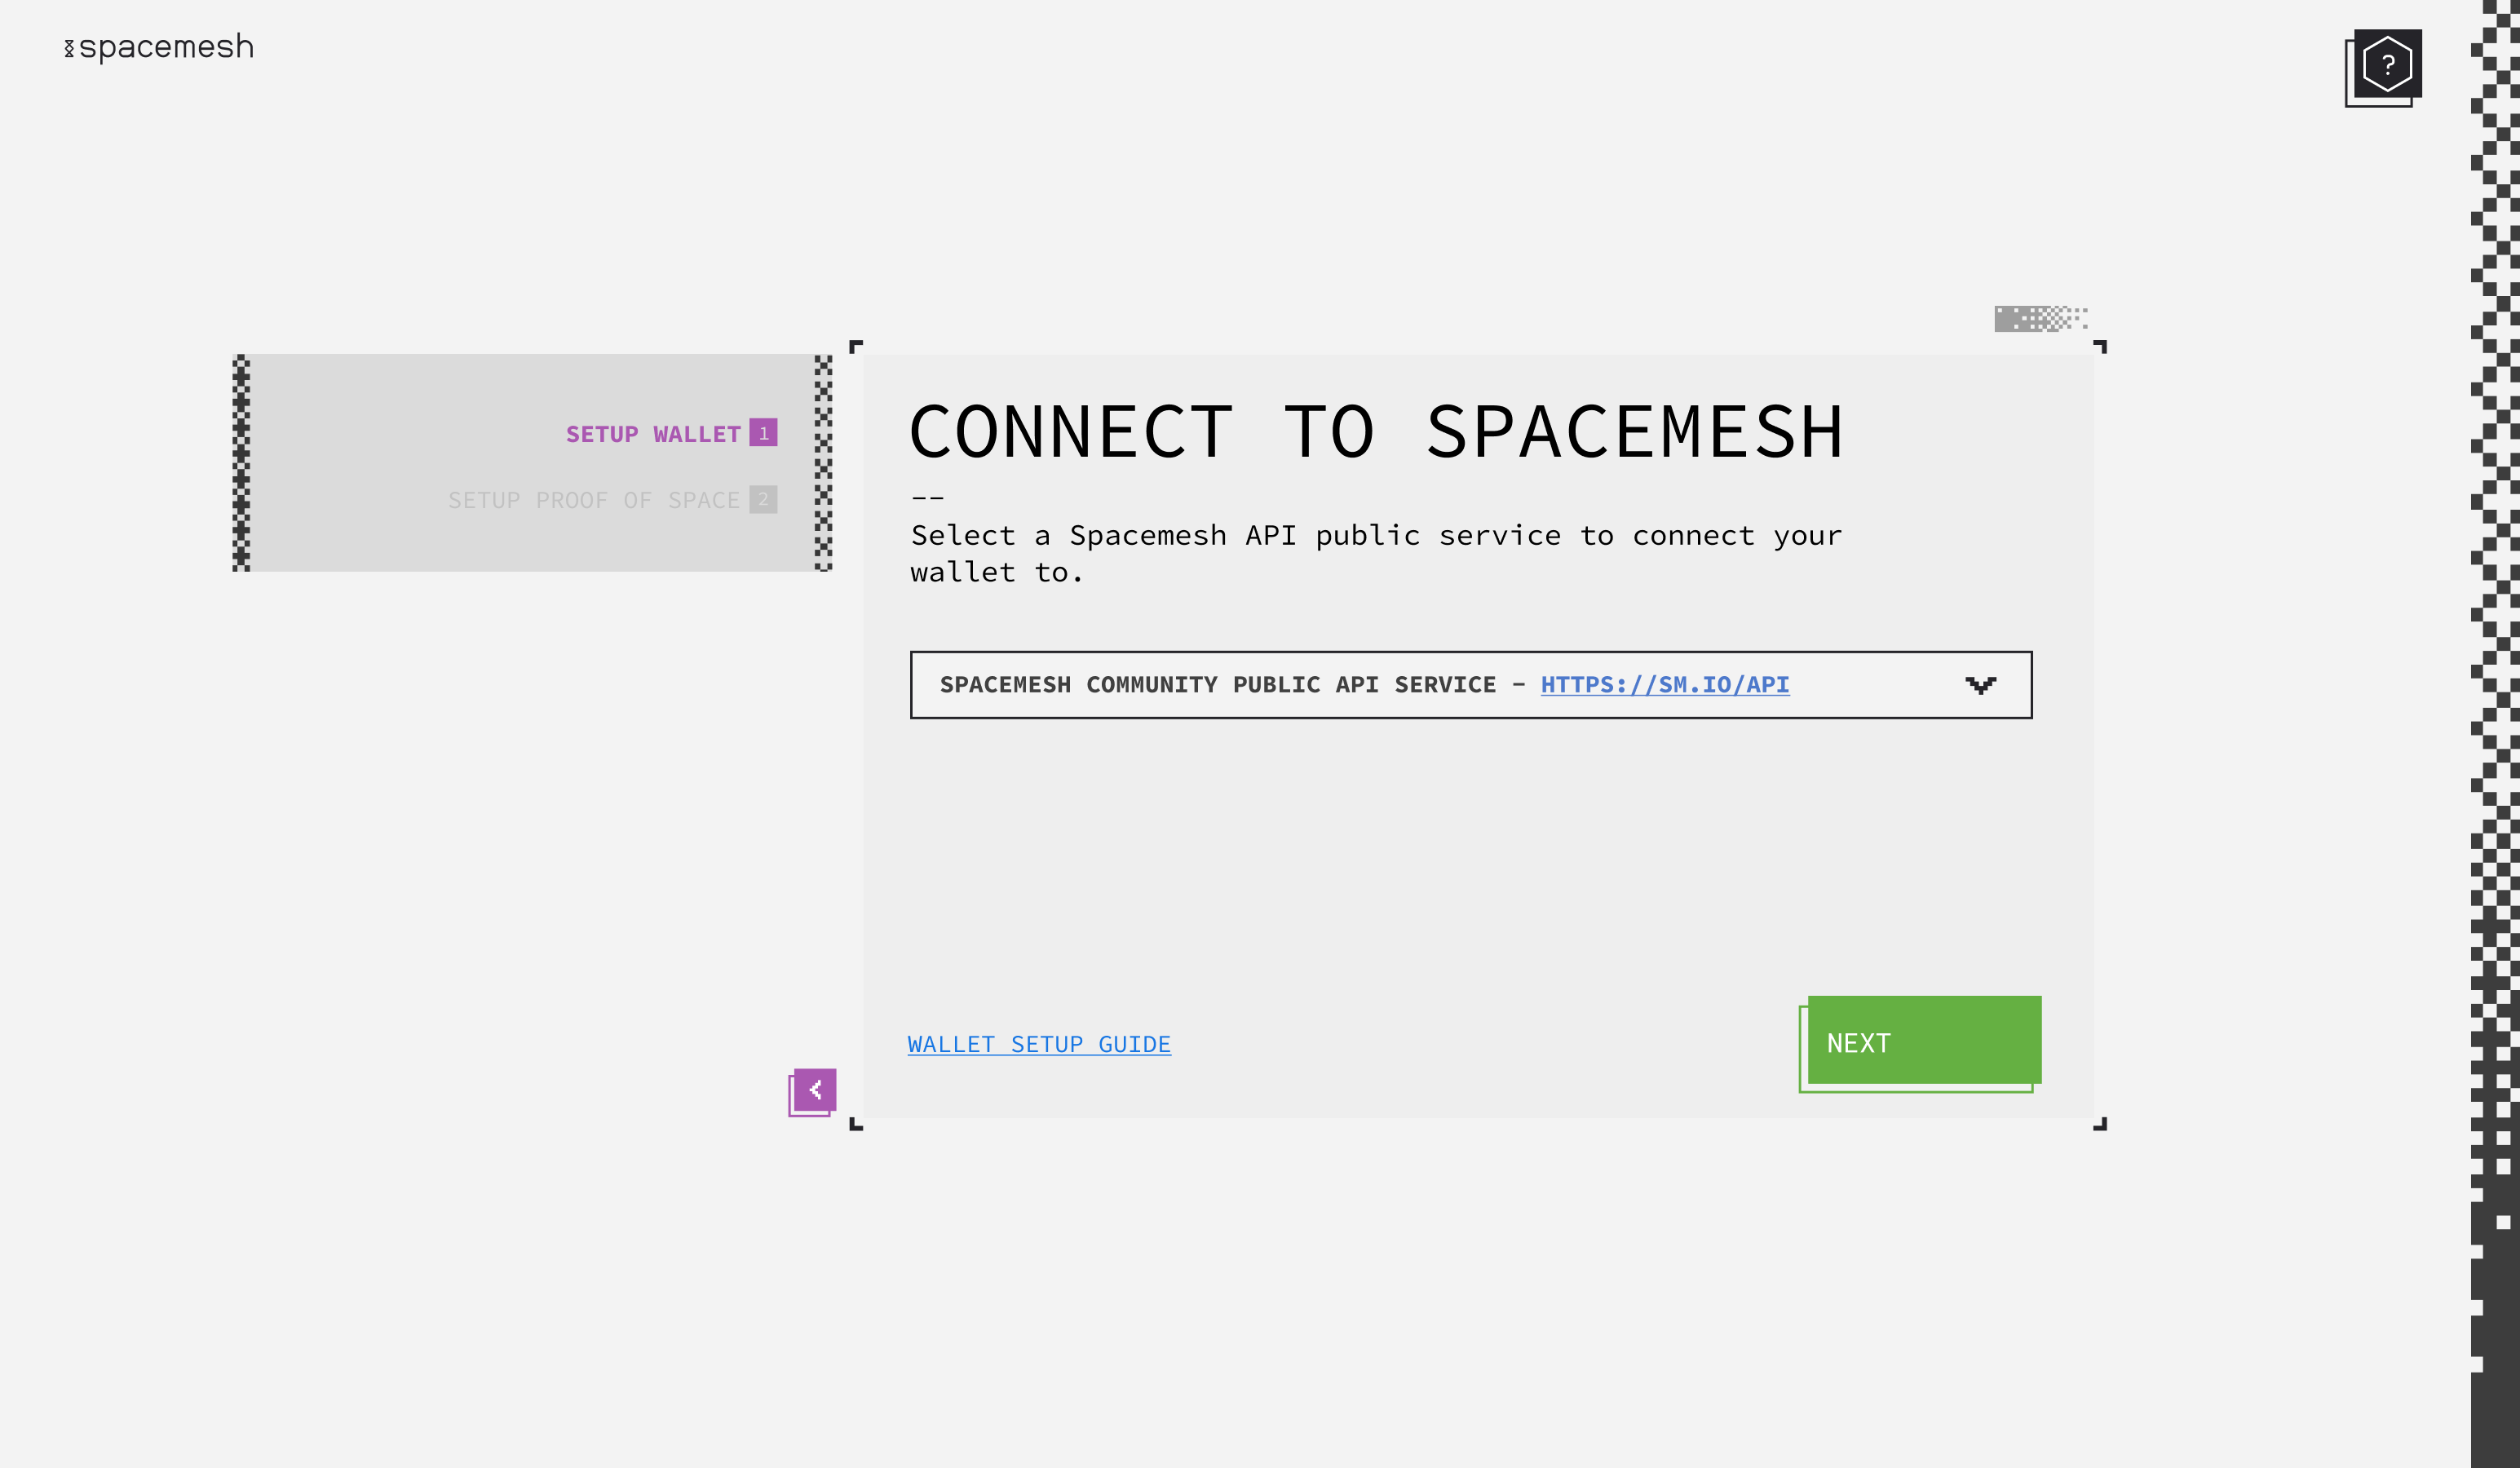 spacemesh
?
SETUP WALLET 1
SETUP PROOF OF SPACE 2
CONNECT TO SPACEMESH
--
Select a Spacemesh API public service to connect your
wallet to.
SPACEMESH COMMUNITY PUBLIC API SERVICE - HTTPS://SM.IO/API
WALLET SETUP GUIDE
NEXT